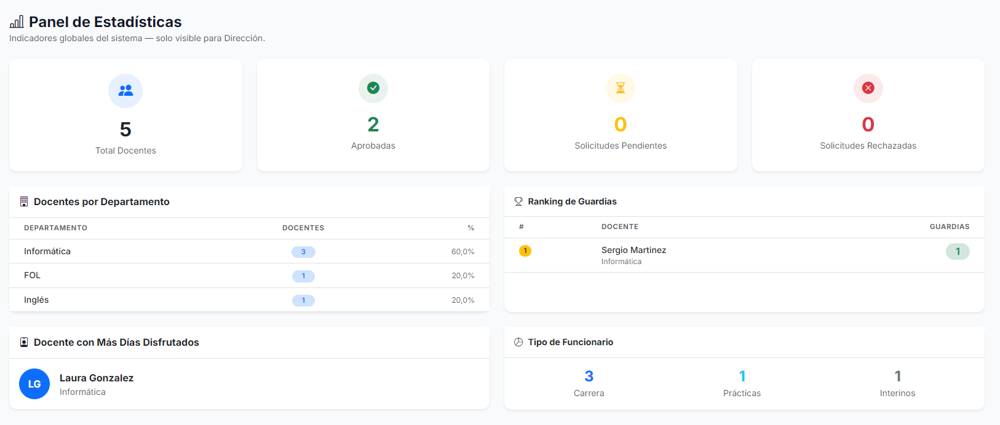 Panel de Estadísticas
Indicadores globales del sistema — solo visible para Dirección.
5
Total Docentes
2
Aprobadas
0
Solicitudes Pendientes
0
Solicitudes Rechazadas
Docentes por Departamento
DEPARTAMENTO DOCENTES %
Informática 3 60,0%
FOL 1 20,0%
Inglés 1 20,0%
Ranking de Guardias
# DOCENTE GUARDIAS
1 Sergio Martinez 1
Informática
Docente con Más Días Disfrutados
LG
Laura Gonzalez
Informática
Tipo de Funcionario
3 1 1
Carrera Prácticas Interinos